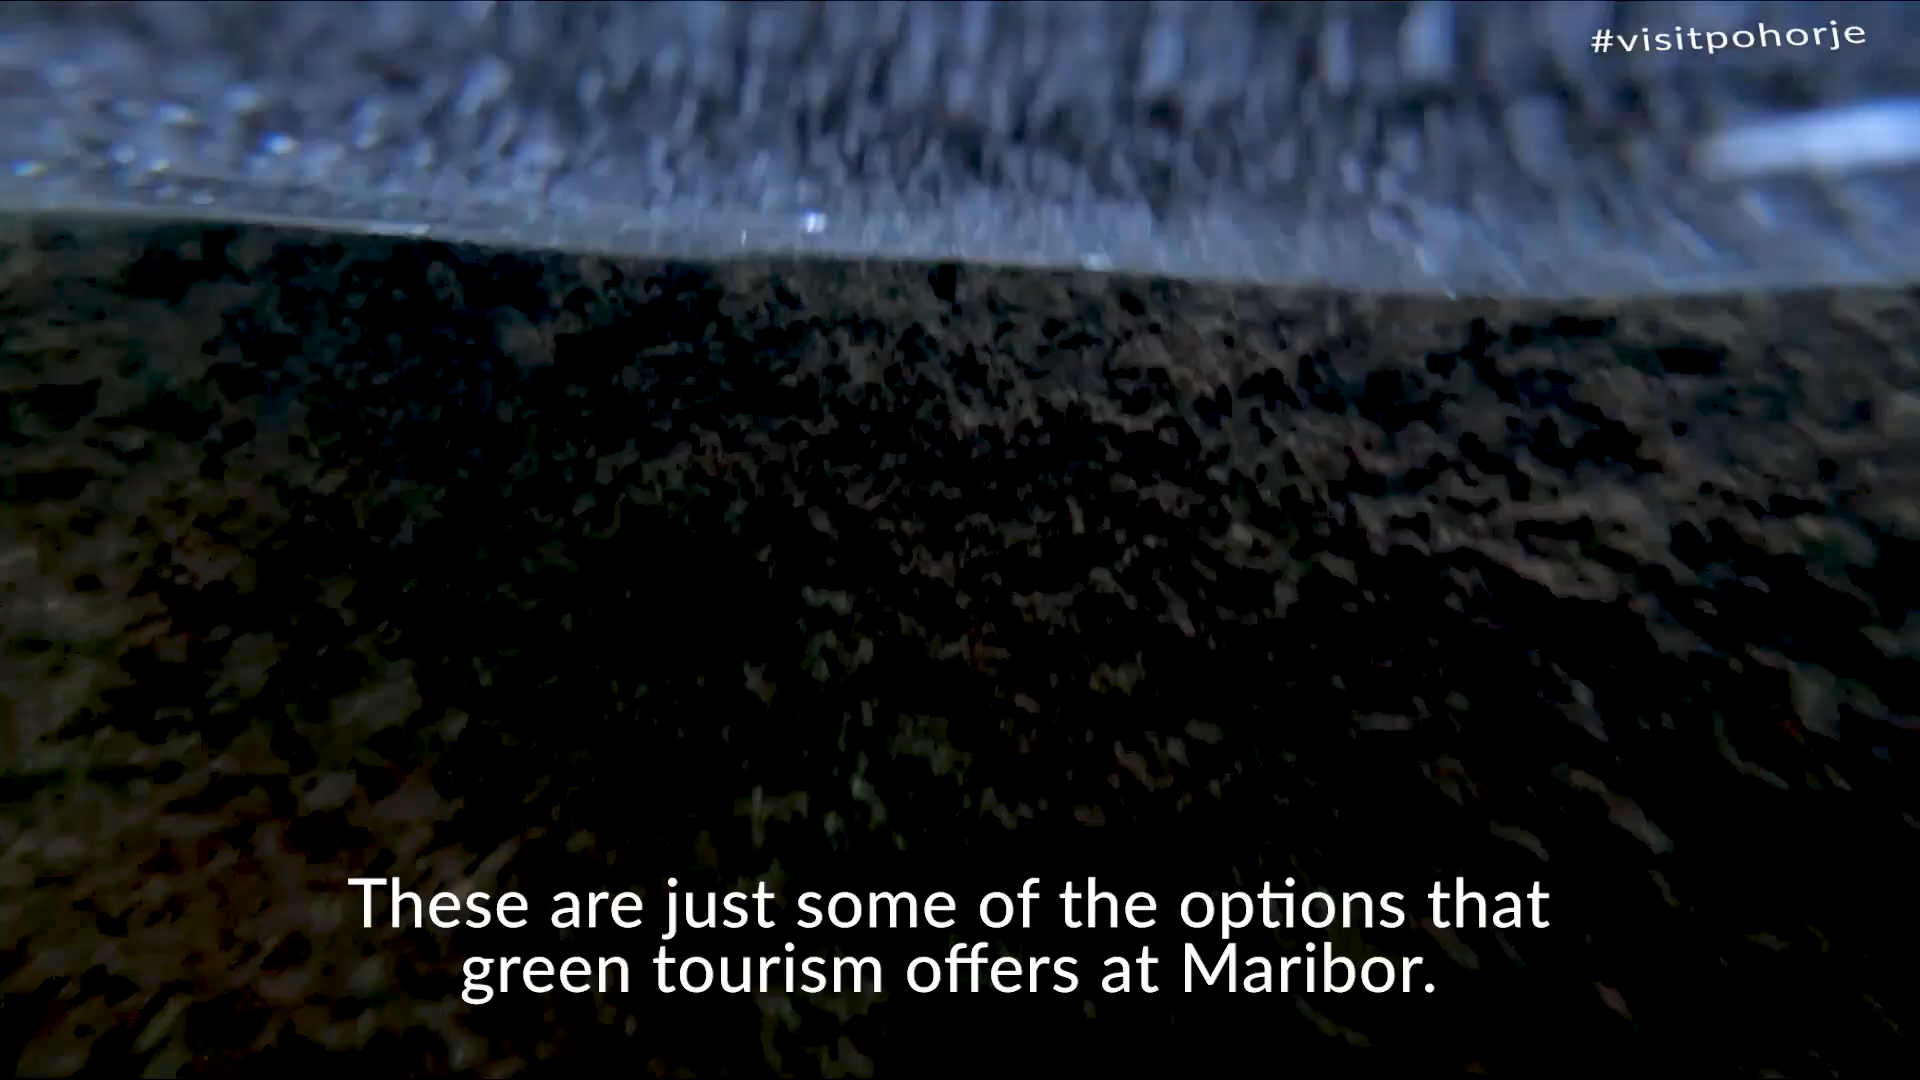 #visitpohorje
These are just some of the options that
green tourism offers at Maribor.